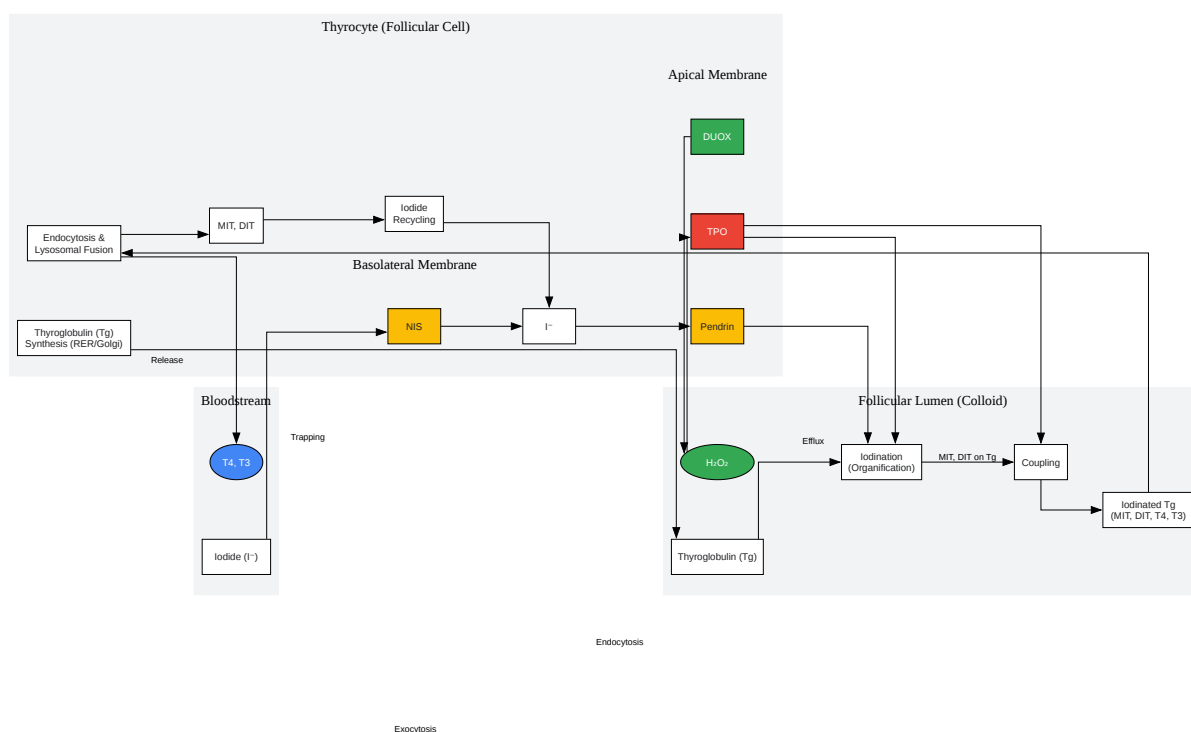 Thyrocyte (Follicular Cell)
Apical Membrane
DUOX
Iodide
Recycling
MIT, DIT
TPO
Endocytosis &
Lysosomal Fusion
Basolateral Membrane
Thyroglobulin (Tg)
Synthesis (RER/Golgi)
NIS
I⁻
Pendrin
Release
Bloodstream
Follicular Lumen (Colloid)
Trapping
Efflux
T4, T3
H₂O₂
Iodination
(Organification)
MIT, DIT on Tg
Coupling
Iodinated Tg
(MIT, DIT, T4, T3)
Iodide (I⁻)
Thyroglobulin (Tg)
Endocytosis
Exocytosis